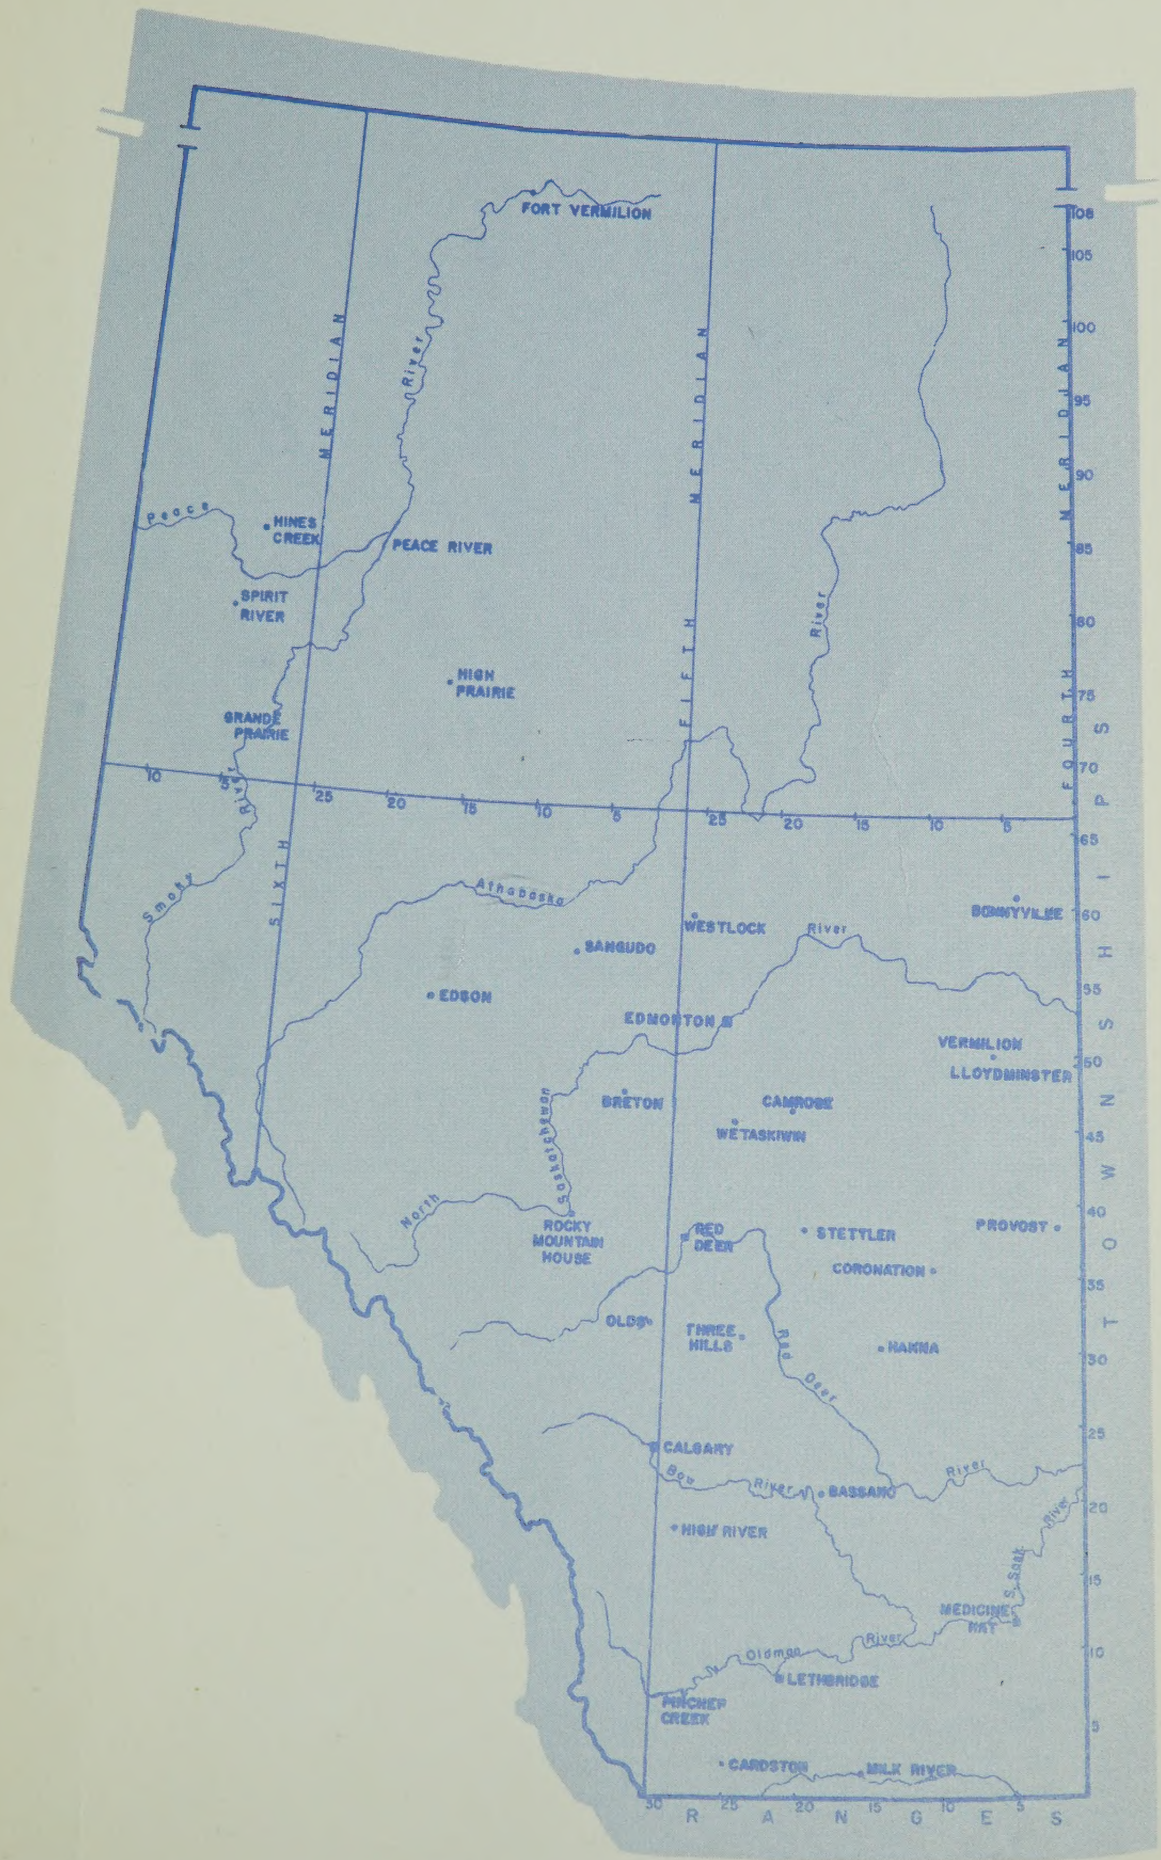 FORT VERMILION
108
105
100
95
90
85
80
75
70
65
60
55
50
45
40
35
30
25
20
15
10
5
FOURTH MERIDIAN
TOWNSHIPS
SIXTH MERIDIAN
FIFTH MERIDIAN
River
Peace
HINES
CREEK
PEACE RIVER
SPIRIT
RIVER
River
HIGH
PRAIRIE
GRANDE
PRAIRIE
10
5
25
20
15
10
5
25
20
15
10
5
Smoky River
Athabaska
BONNYVILLE
WESTLOCK
River
SANGUDO
EDSON
EDMONTON
VERMILION
LLOYDMINSTER
BRETON
CAMROSE
WETASKIWIN
North Saskatchewan
ROCKY
MOUNTAIN
HOUSE
RED
DEER
STETTLER
PROVOST
CORONATION
OLDS
THREE
HILLS
HANNA
Red Deer
CALGARY
Bow River
BASSANO
River
HIGH RIVER
S. Sask. River
MEDICINE
HAT
Oldman River
LETHBRIDGE
PINCHER
CREEK
CARDSTON
MILK RIVER
30
25
20
15
10
5
RANGES